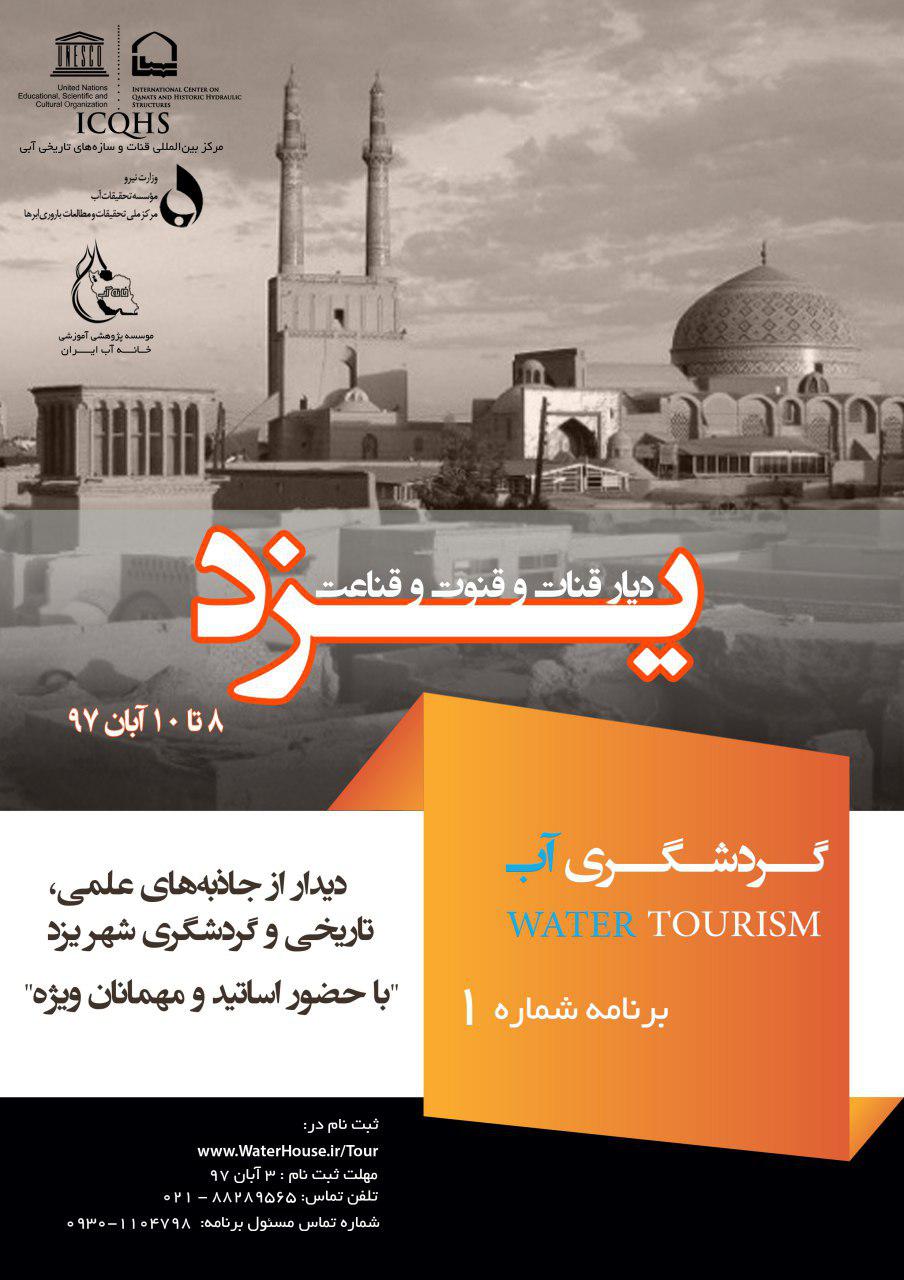 UNESCO
United Nations
Educational, Scientific and
Cultural Organization
INTERNATIONAL CENTER ON
QANATS AND HISTORIC HYDRAULIC
STRUCTURES
ICQHS
مرکز بین‌المللی قنات و سازه‌های تاریخی آبی
وزارت نیرو
مؤسسه تحقیقات آب
مرکز ملی تحقیقات و مطالعات باروری ابرها
خانه آب
موسسه پژوهشی آموزشی
خانه آب ایران
یزد
دیار قنات و قنوت و قناعت
۸ تا ۱۰ آبان ۹۷
گردشگری آب
WATER TOURISM
برنامه شماره ۱
دیدار از جاذبه‌های علمی،
تاریخی و گردشگری شهر یزد
"با حضور اساتید و مهمانان ویژه"
ثبت نام در:
www.WaterHouse.ir/Tour
مهلت ثبت نام : ۳ آبان ۹۷
تلفن تماس: ۸۸۲۸۹۵۶۵ - ۰۲۱
شماره تماس مسئول برنامه: ۰۹۳۰-۱۱۰۴۷۹۸